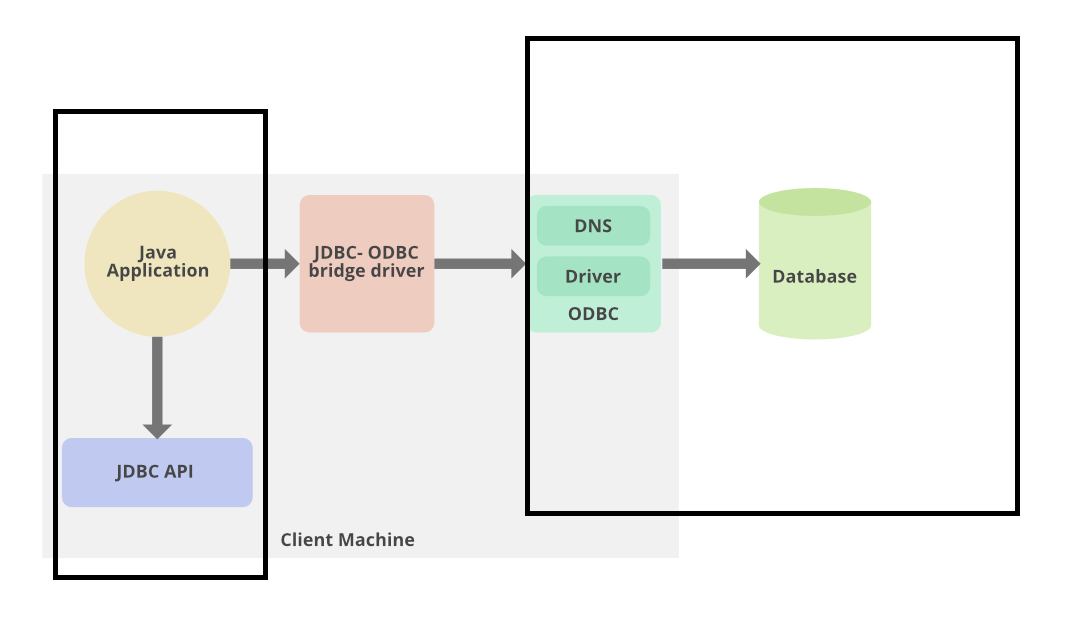 Java
Application
JDBC- ODBC
bridge driver
DNS
Driver
ODBC
Database
JDBC API
Client Machine